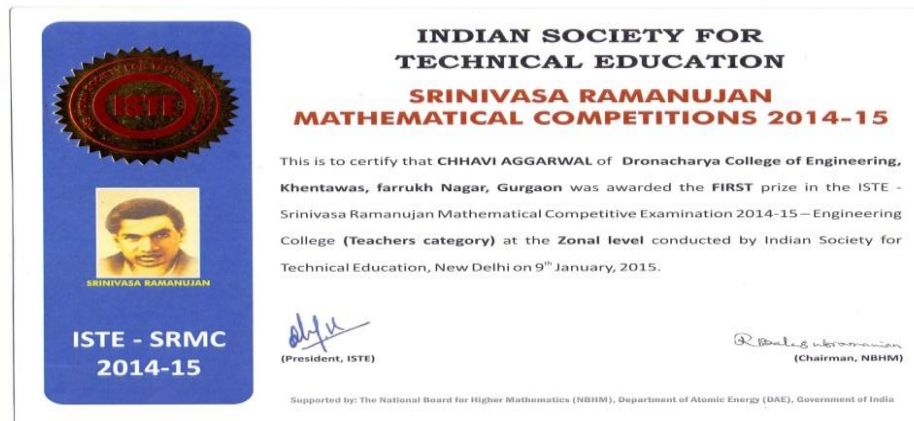 ISTE
SRINIVASA RAMANUJAN
ISTE - SRMC
2014-15
INDIAN SOCIETY FOR
TECHNICAL EDUCATION
SRINIVASA RAMANUJAN
MATHEMATICAL COMPETITIONS 2014-15
This is to certify that CHHAVI AGGARWAL of Dronacharya College of Engineering,
Khentawas, farrukh Nagar, Gurgaon was awarded the FIRST prize in the ISTE -
Srinivasa Ramanujan Mathematical Competitive Examination 2014-15 – Engineering
College (Teachers category) at the Zonal level conducted by Indian Society for
Technical Education, New Delhi on 9th January, 2015.
(President, ISTE)
(Chairman, NBHM)
Supported by: The National Board for Higher Mathematics (NBHM), Department of Atomic Energy (DAE), Government of India